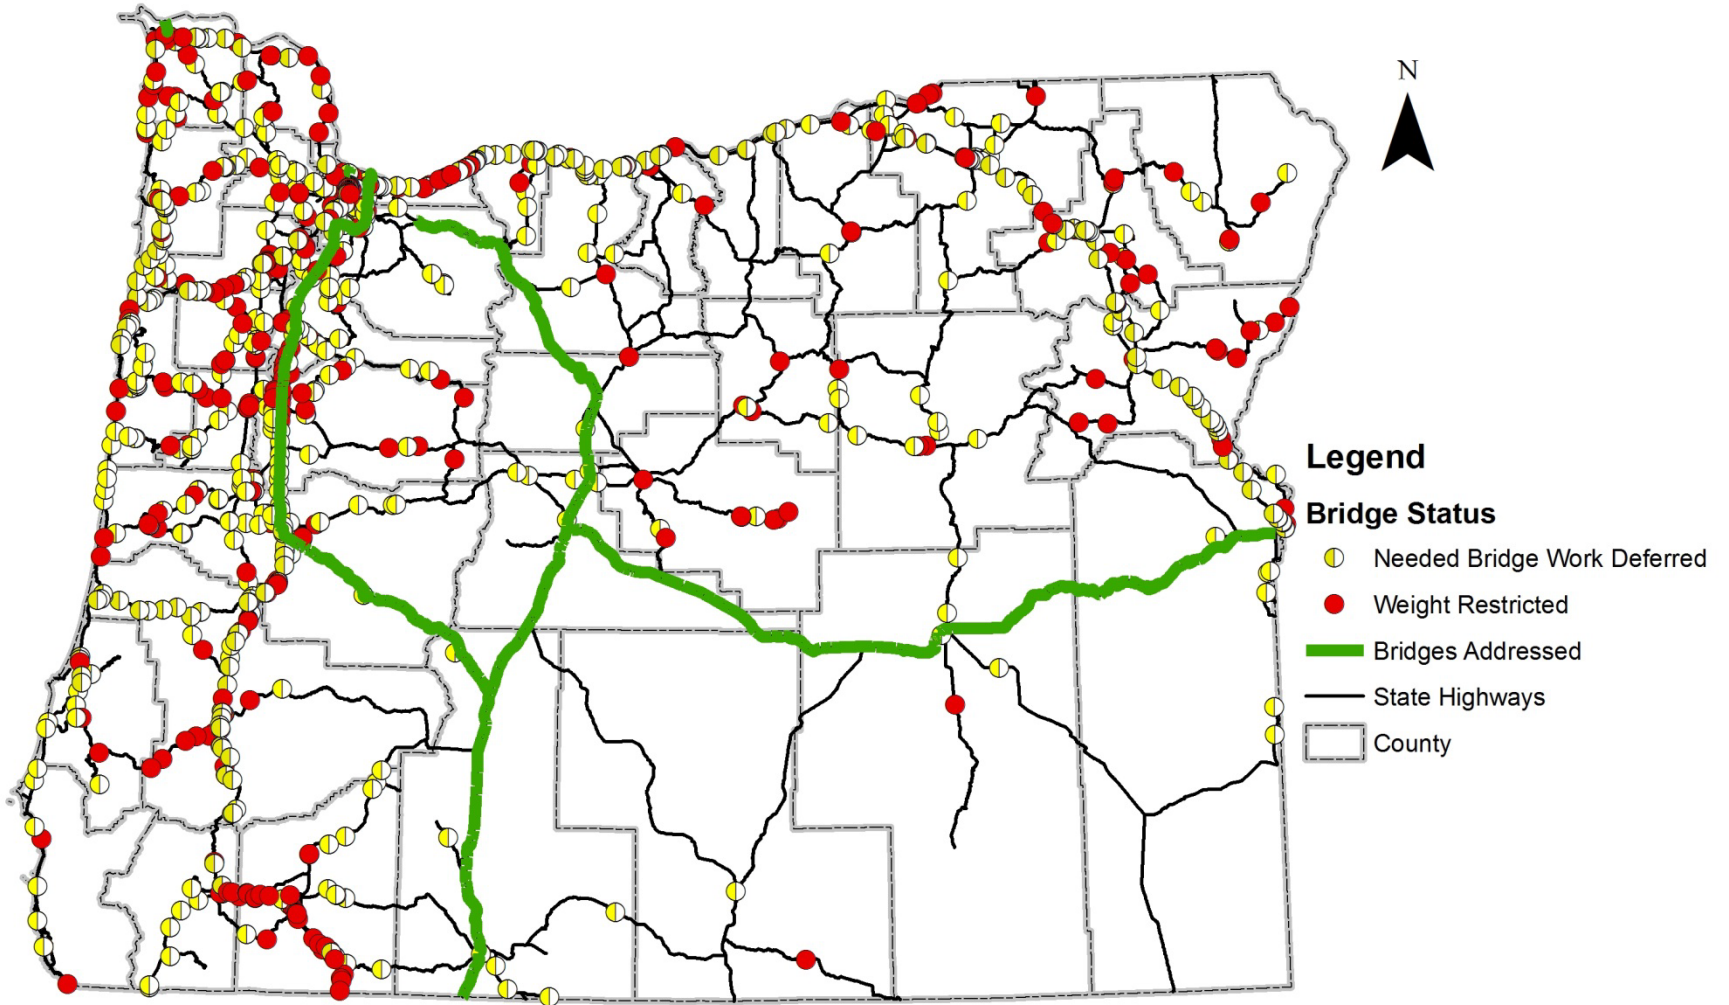 N
Legend
Bridge Status
Needed Bridge Work Deferred
Weight Restricted
Bridges Addressed
State Highways
County